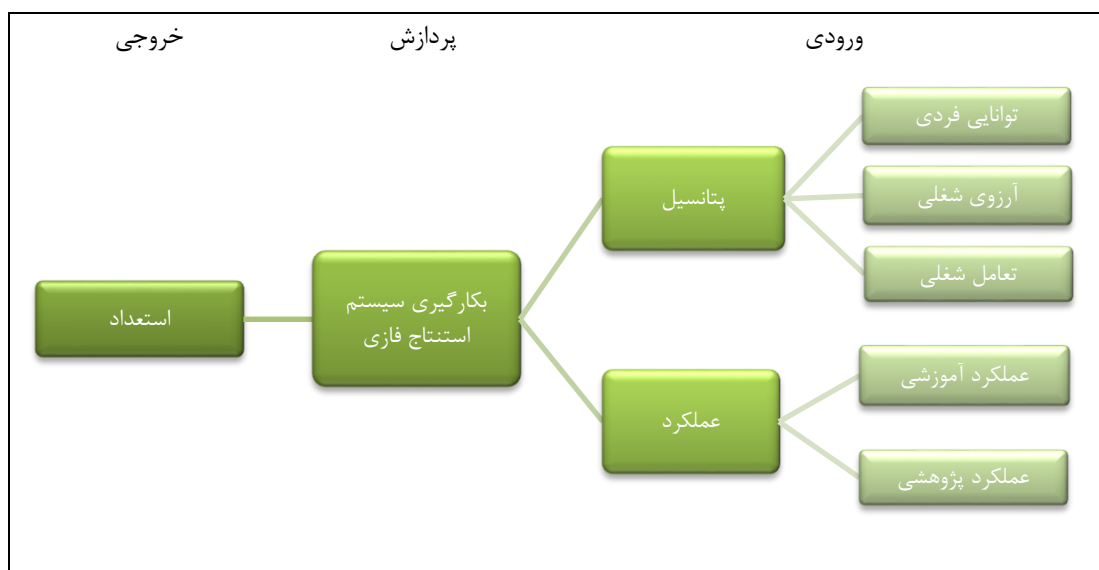 ورودی
پردازش
خروجی
توانایی فردی
آرزوی شغلی
تعامل شغلی
پتانسیل
عملکرد آموزشی
عملکرد پژوهشی
عملکرد
بکارگیری سیستم
استنتاج فازی
استعداد